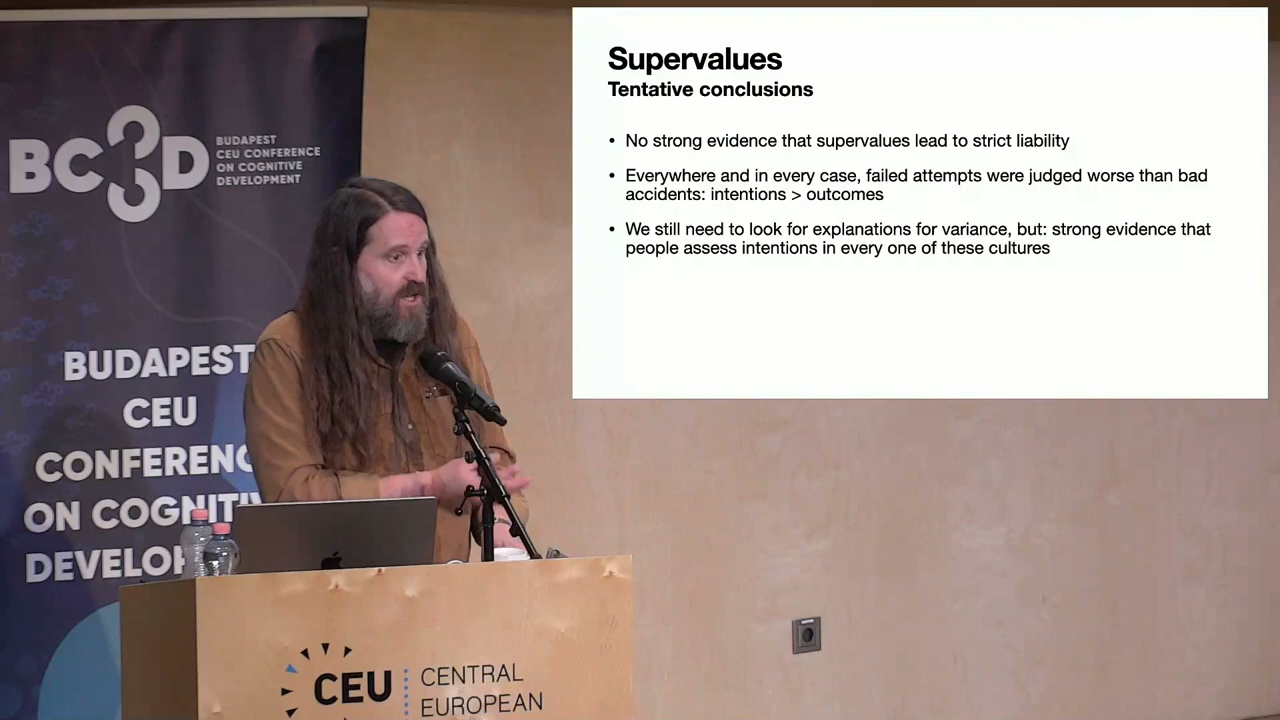 BC3D
BUDAPEST
CEU CONFERENCE
ON COGNITIVE
DEVELOPMENT
BUDAPEST
CEU
CONFERENC
ON COGNITIV
DEVELOP
Supervalues
Tentative conclusions
• No strong evidence that supervalues lead to strict liability
• Everywhere and in every case, failed attempts were judged worse than bad
accidents: intentions > outcomes
• We still need to look for explanations for variance, but: strong evidence that
people assess intentions in every one of these cultures
CEU
CENTRAL
EUROPEAN